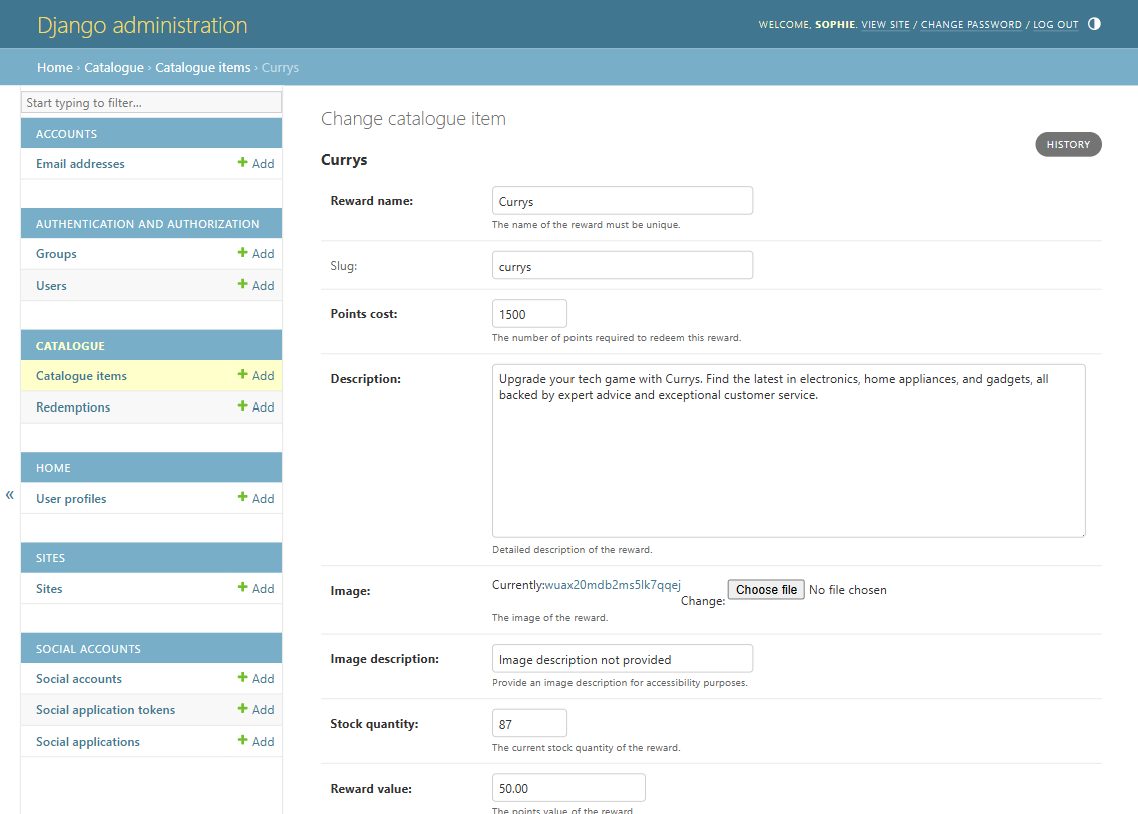 Django administration
WELCOME, SOPHIE. VIEW SITE / CHANGE PASSWORD / LOG OUT
Home › Catalogue › Catalogue items › Currys
Start typing to filter...
ACCOUNTS
Email addresses Add
AUTHENTICATION AND AUTHORIZATION
Groups Add
Users Add
CATALOGUE
Catalogue items Add
Redemptions Add
HOME
User profiles Add
SITES
Sites Add
SOCIAL ACCOUNTS
Social accounts Add
Social application tokens Add
Social applications Add
«
Change catalogue item
HISTORY
Currys
Reward name: Currys
The name of the reward must be unique.
Slug: currys
Points cost: 1500
The number of points required to redeem this reward.
Description: Upgrade your tech game with Currys. Find the latest in electronics, home appliances, and gadgets, all
backed by expert advice and exceptional customer service.
Detailed description of the reward.
Image: Currently:wuax20mdb2ms5lk7qqej
Change: Choose file No file chosen
The image of the reward.
Image description: Image description not provided
Provide an image description for accessibility purposes.
Stock quantity: 87
The current stock quantity of the reward.
Reward value: 50.00
The points value of the reward